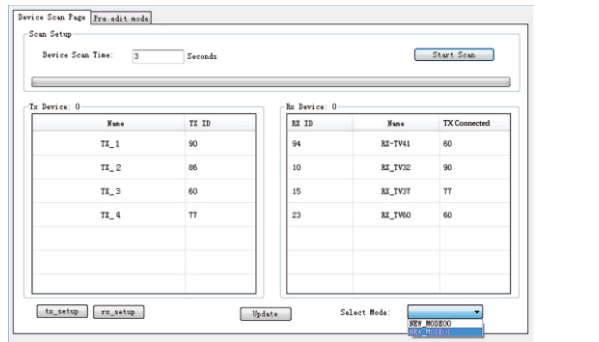 Device Scan Page Pre edit mode
Scan Setup
Device Scan Time: 3 Seconds Start Scan
Tx Device: 0 Rx Device: 0
Name TX ID RX ID Name TX Connected
TX_1 90 94 RX-TV41 60
TX_2 86 10 RX_TV32 90
TX_3 60 15 RX_TV37 77
TX_4 77 23 RX_TV60 60
tx_setup rx_setup Update Select Mode:
NEW_MODE00
NEW_MODE01